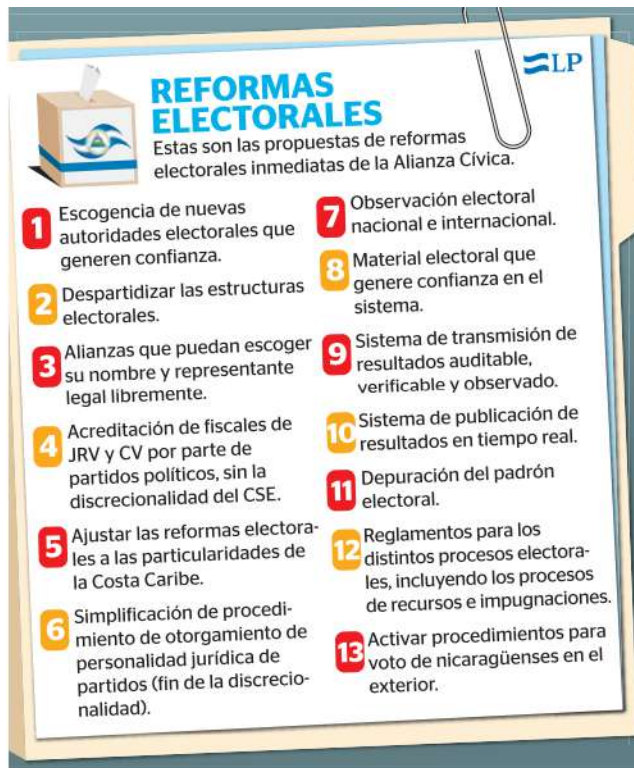 LP
REFORMAS
ELECTORALES
Estas son las propuestas de reformas
electorales inmediatas de la Alianza Cívica.
1 Escogencia de nuevas
autoridades electorales que
generen confianza.
2 Despartidizar las estructuras
electorales.
3 Alianzas que puedan escoger
su nombre y representante
legal libremente.
4 Acreditación de fiscales de
JRV y CV por parte de
partidos políticos, sin la
discrecionalidad del CSE.
5 Ajustar las reformas electora-
les a las particularidades de
la Costa Caribe.
6 Simplificación de procedi-
miento de otorgamiento de
personalidad jurídica de
partidos (fin de la discrecio-
nalidad).
7 Observación electoral
nacional e internacional.
8 Material electoral que
genere confianza en el
sistema.
9 Sistema de transmisión de
resultados auditable,
verificable y observado.
10 Sistema de publicación de
resultados en tiempo real.
11 Depuración del padrón
electoral.
12 Reglamentos para los
distintos procesos electora-
les, incluyendo los procesos
de recursos e impugnaciones.
13 Activar procedimientos para
voto de nicaragüenses en el
exterior.